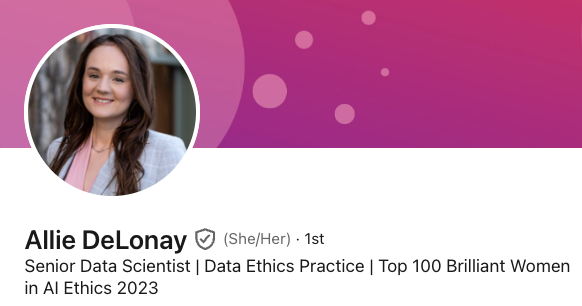 Allie DeLonay (She/Her) · 1st
Senior Data Scientist | Data Ethics Practice | Top 100 Brilliant Women
in AI Ethics 2023